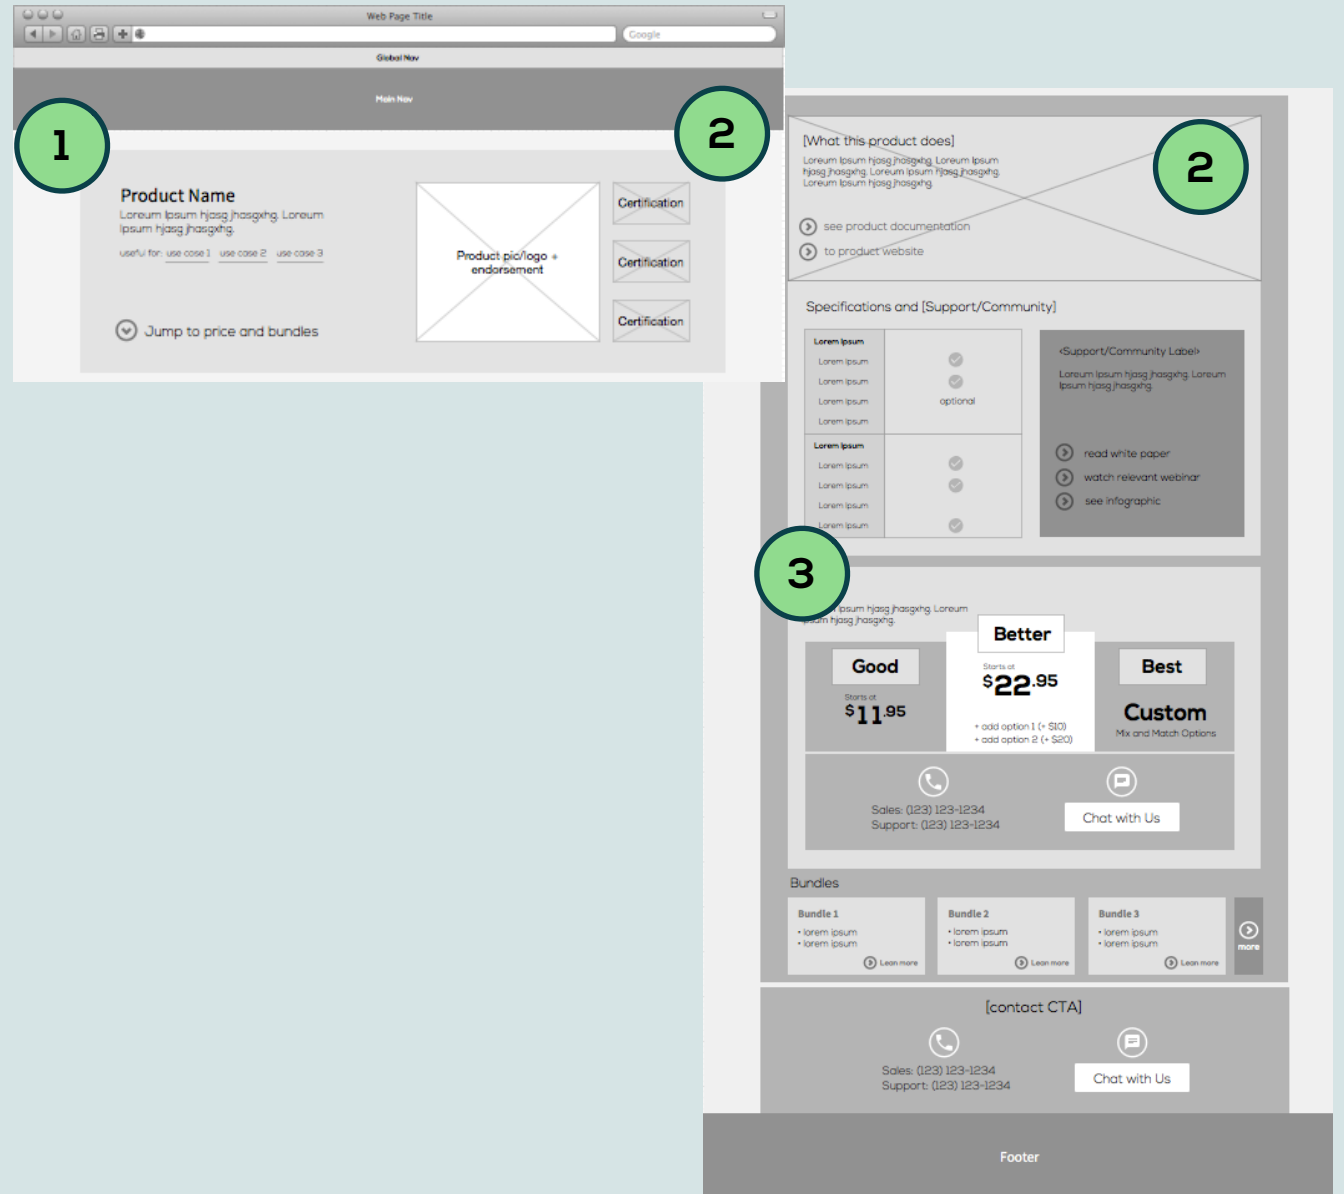 Web Page Title
Google
Global Nav
Main Nav
1
2
Product Name
Loreum Ipsum hjasg jhasgxhg. Loreum
Ipsum hjasg jhasgxhg.
useful for: use case 1 use case 2 use case 3
Jump to price and bundles
Product pic/logo +
endorsement
Certification
Certification
Certification
2
[What this product does]
Loreum Ipsum hjasg jhasgxhg. Loreum Ipsum
hjasg jhasgxhg. Loreum Ipsum hjasg jhasgxhg.
Loreum Ipsum hjasg jhasgxhg.
see product documentation
to product website
Specifications and [Support/Community]
Lorem Ipsum
Lorem Ipsum
Lorem Ipsum
Lorem Ipsum
optional
Lorem Ipsum
Lorem Ipsum
Lorem Ipsum
Lorem Ipsum
Lorem Ipsum
Lorem Ipsum
<Support/Community Label>
Loreum Ipsum hjasg jhasgxhg. Loreum
Ipsum hjasg jhasgxhg.
read white paper
watch relevant webinar
see infographic
3
Ipsum hjasg jhasgxhg. Loreum
Ipsum hjasg jhasgxhg.
Good
Starts at
$11.95
Better
Starts at
$22.95
+ add option 1 (+ $10)
+ add option 2 (+ $20)
Best
Custom
Mix and Match Options
Sales: (123) 123-1234
Support: (123) 123-1234
Chat with Us
Bundles
Bundle 1
• lorem ipsum
• lorem ipsum
Lean more
Bundle 2
• lorem ipsum
• lorem ipsum
Lean more
Bundle 3
• lorem ipsum
• lorem ipsum
Lean more
more
[contact CTA]
Sales: (123) 123-1234
Support: (123) 123-1234
Chat with Us
Footer